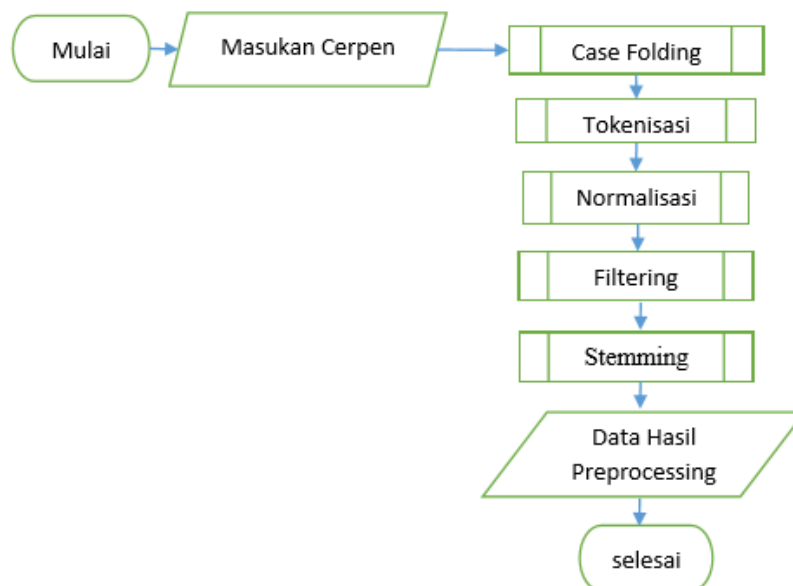 Mulai
Masukan Cerpen
Case Folding
Tokenisasi
Normalisasi
Filtering
Stemming
Data Hasil
Preprocessing
selesai